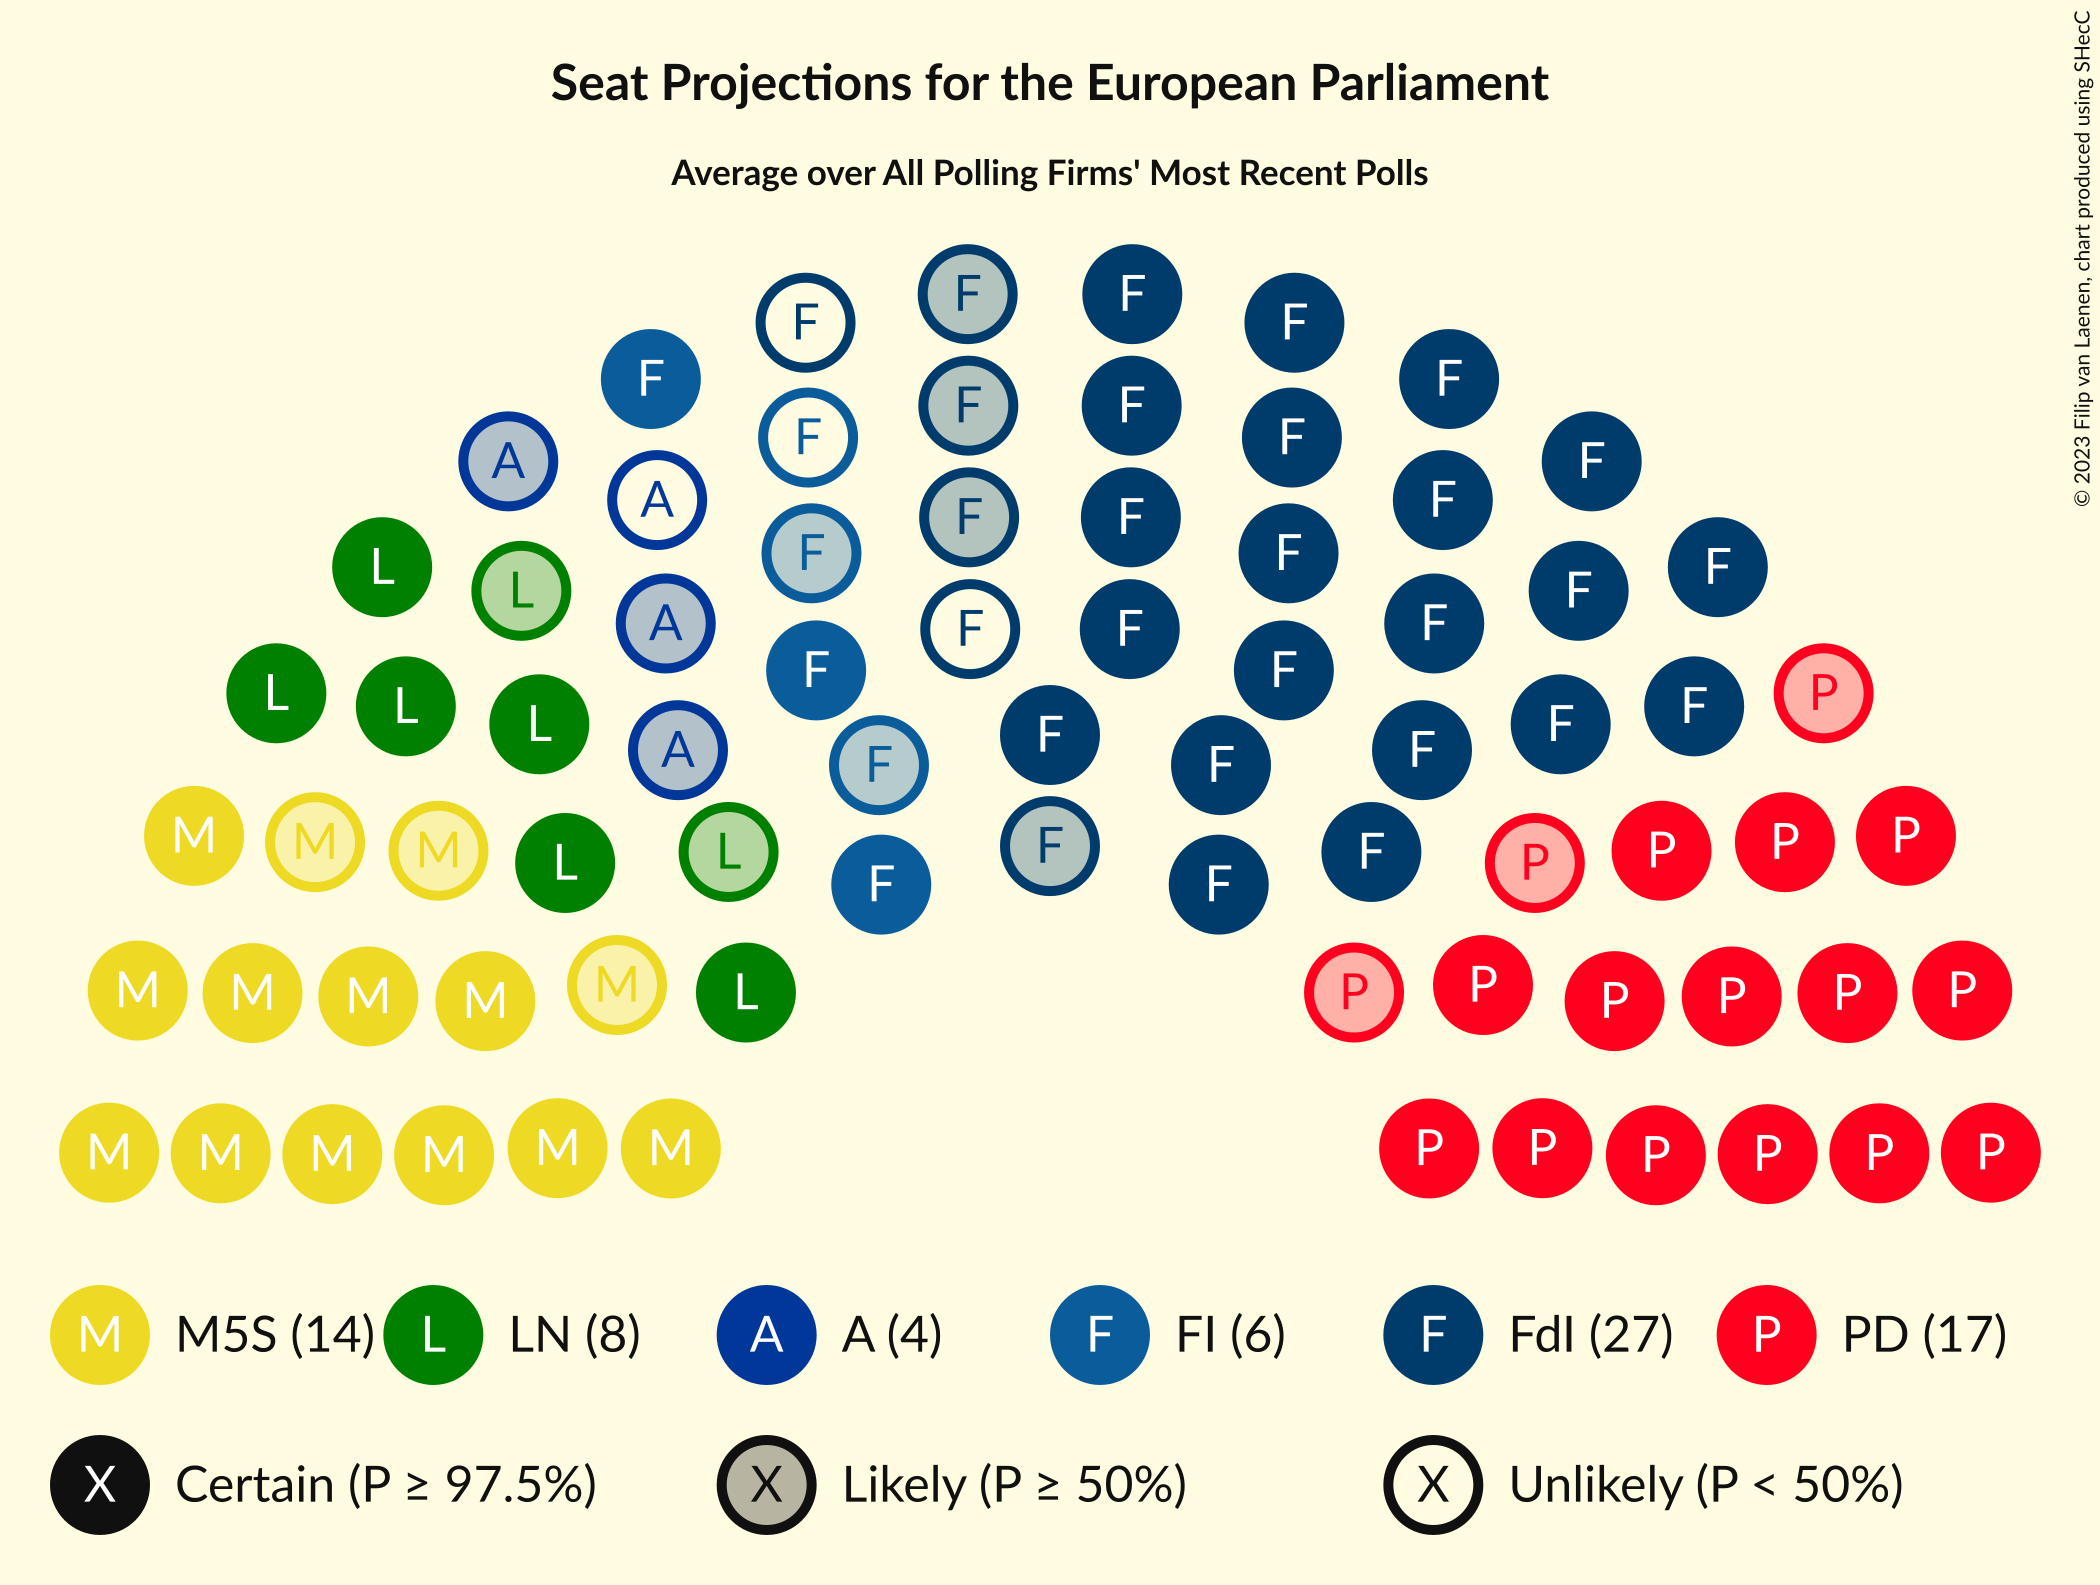 Seat Projections for the European Parliament
Average over All Polling Firms' Most Recent Polls
© 2023 Filip van Laenen, chart produced using SHecC
F F
F F
F F
F F F F
A F
F F F F
A F
L F F F F F
L F
A F
F F
F F
L P
L L F F
F
A F
F F
M M P P
M L L F P P
F F
M M M M M L P P P P P P
M M M M M M P P P P P P
M M5S (14) L LN (8) A A (4) F FI (6) F FdI (27) P PD (17)
X Certain (P ≥ 97.5%) X Likely (P ≥ 50%) X Unlikely (P < 50%)